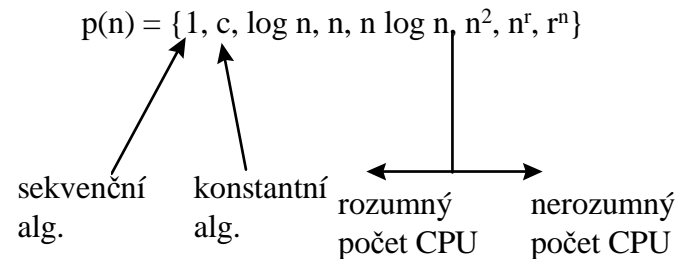 p(n) = {1, c, log n, n, n log n, n², nʳ, rⁿ}
sekvenční
alg.
konstantní
alg.
rozumný
počet CPU
nerozumný
počet CPU